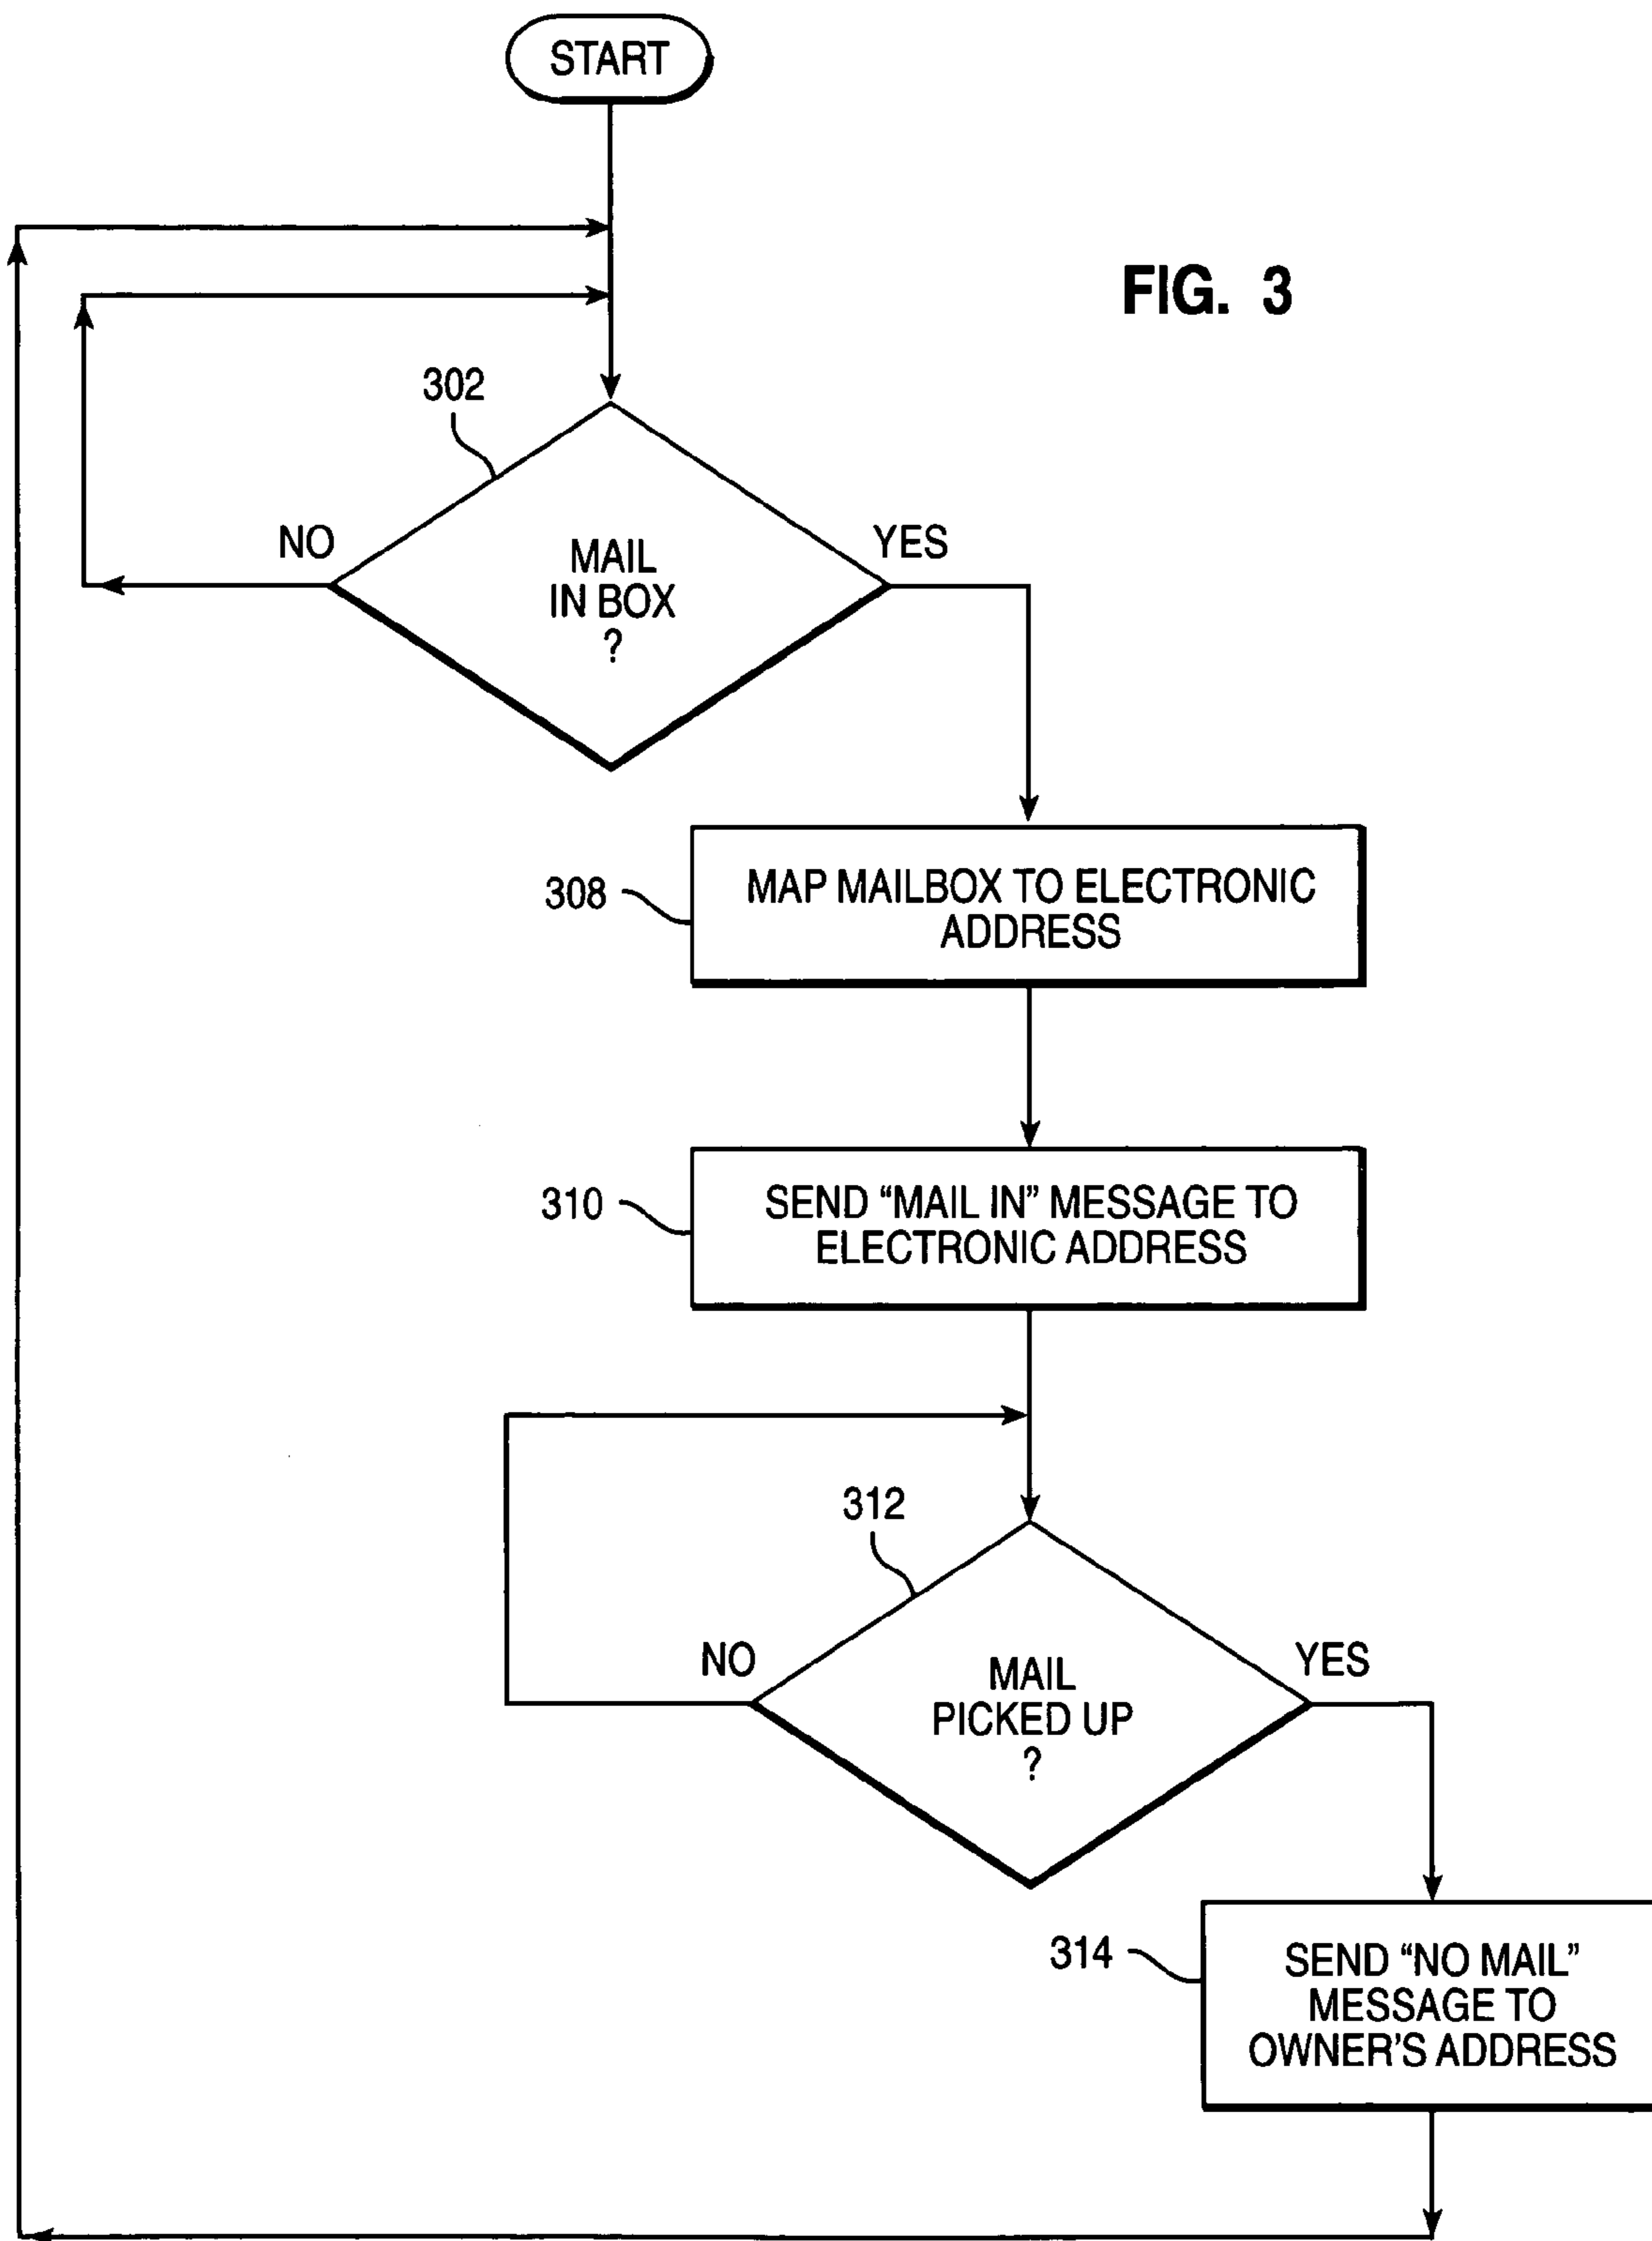 START
FIG. 3
302
NO
YES
MAIL
IN BOX
?
308
MAP MAILBOX TO ELECTRONIC
ADDRESS
310
SEND “MAIL IN” MESSAGE TO
ELECTRONIC ADDRESS
312
NO
YES
MAIL
PICKED UP
?
314
SEND “NO MAIL”
MESSAGE TO
OWNER'S ADDRESS